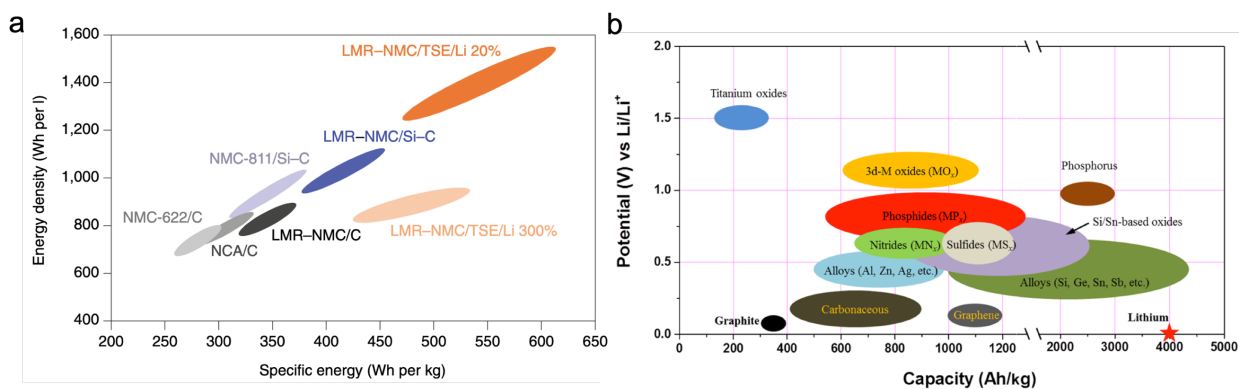 a
1,600
1,400
1,200
1,000
800
600
400
Energy density (Wh per l)
LMR–NMC/TSE/Li 20%
LMR–NMC/Si–C
NMC-811/Si–C
NMC-622/C
NCA/C
LMR–NMC/C
LMR–NMC/TSE/Li 300%
200 250 300 350 400 450 500 550 600 650
Specific energy (Wh per kg)
b
2.0
1.5
1.0
0.5
0.0
Potential (V) vs Li/Li+
Titanium oxides
3d-M oxides (MOx)
Phosphorus
Phosphides (MPx)
Si/Sn-based oxides
Nitrides (MNx)
Sulfides (MSx)
Alloys (Al, Zn, Ag, etc.)
Alloys (Si, Ge, Sn, Sb, etc.)
Carbonaceous
Graphene
Graphite
Lithium
0 200 400 600 800 1000 1200 2000 3000 4000 5000
Capacity (Ah/kg)